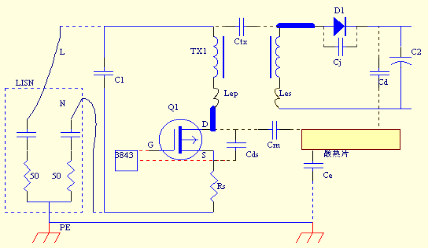 D1
Ctx
L
TX1
C2
Cj
LISN
C1
Cd
Lep
Les
N
Q1
D
G
Cm
3843
S
Cds
散热片
50
50
Rs
Ce
PE